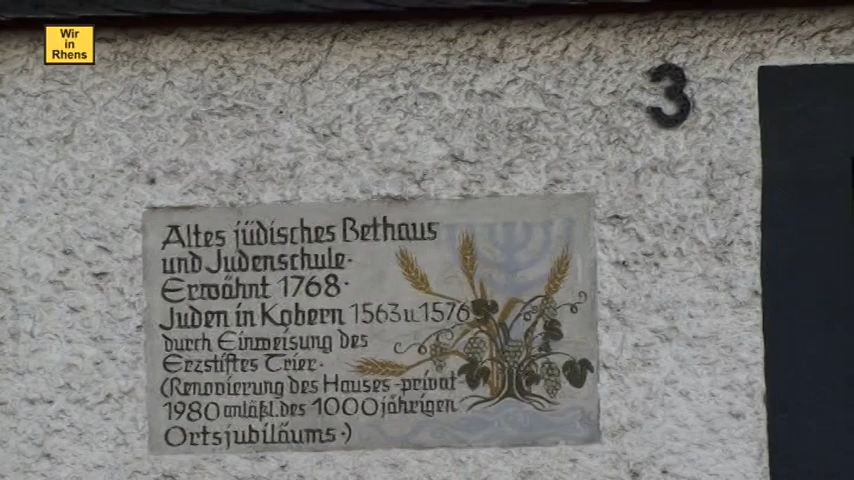 Wir
in
Rhens
3
Altes jüdisches Bethaus
und Judenschule·
Erwähnt 1768·
Juden in Kobern 1563 u. 1576
durch Einweisung des
Erzstiftes Trier·
(Renovierung des Hauses-privat
1980 anläßl. des 1000 jährigen
Ortsjubiläums·)